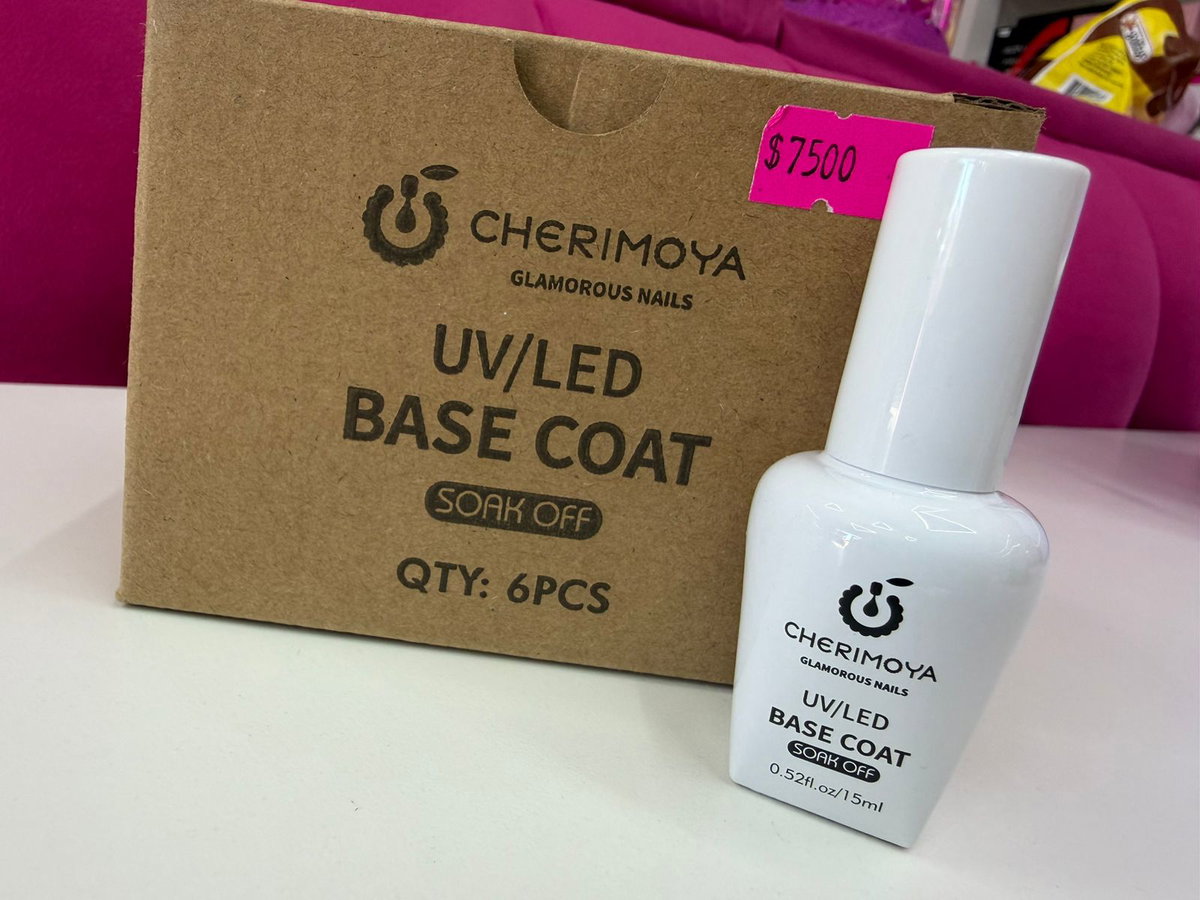 $7500
CHERIMOYA
GLAMOROUS NAILS
UV/LED
BASE COAT
SOAK OFF
QTY: 6PCS
CHERIMOYA
GLAMOROUS NAILS
UV/LED
BASE COAT
SOAK OFF
0.52fl.oz/15ml